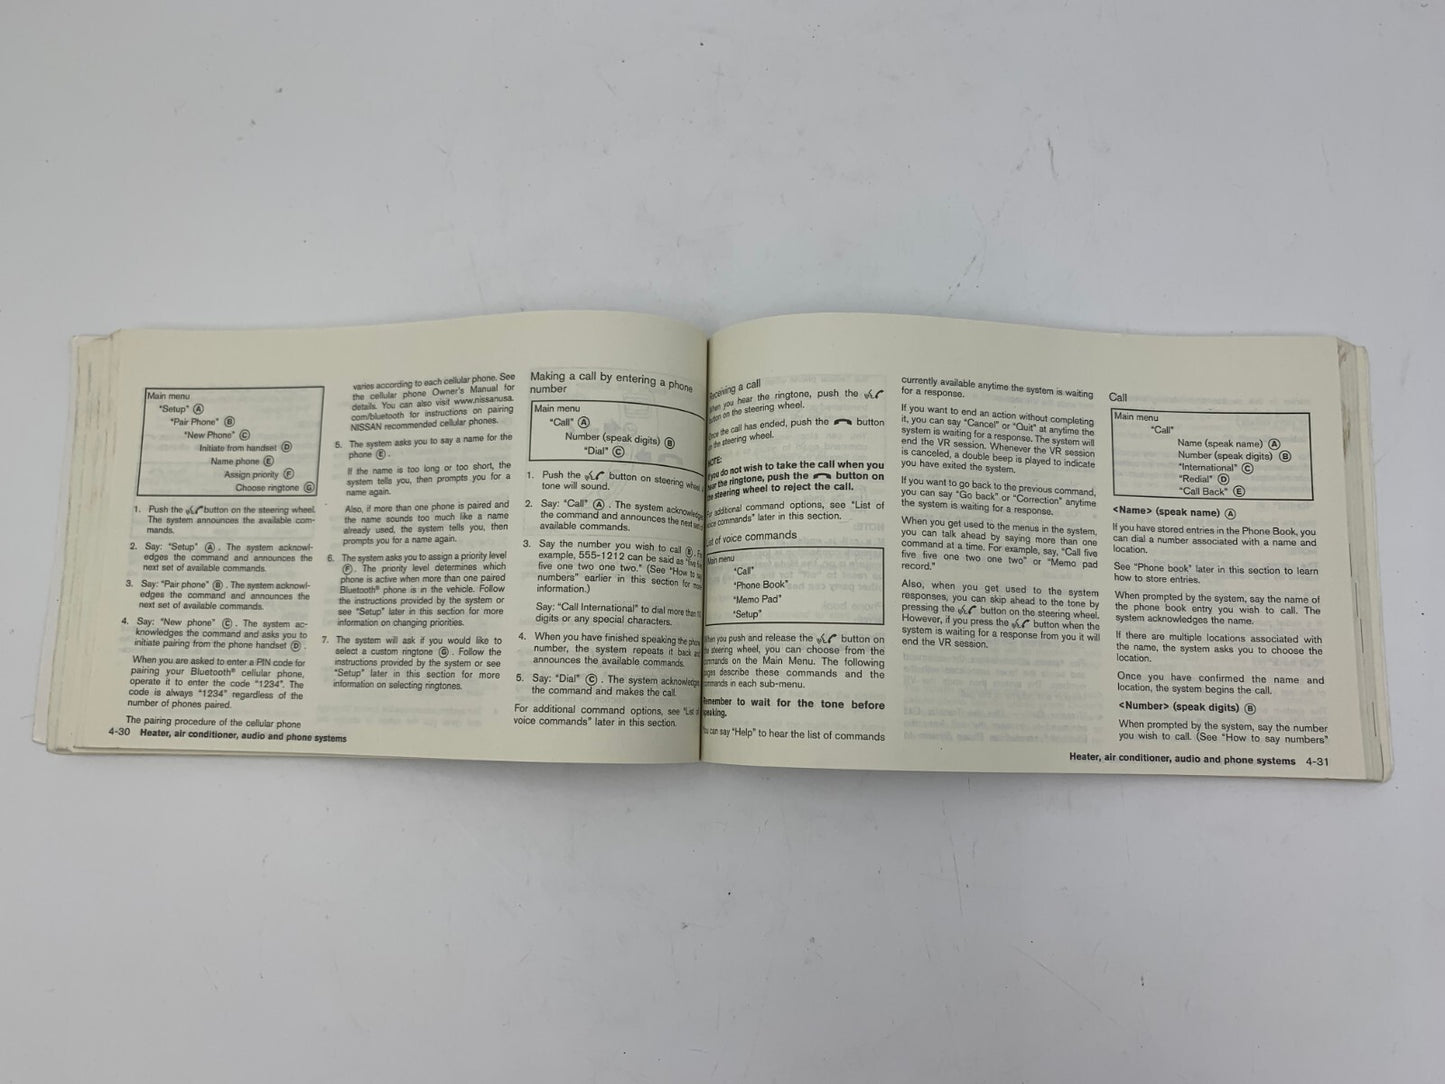 Main menu
"Setup" Ⓐ
"Pair Phone" Ⓑ
"New Phone" Ⓒ
Initiate from handset Ⓓ
Name phone Ⓔ
Assign priority Ⓕ
Choose ringtone Ⓖ
1. Push the button on the steering wheel.
The system announces the available com-
mands.
2. Say: "Setup" Ⓐ. The system acknowl-
edges the command and announces the
next set of available commands.
3. Say: "Pair phone" Ⓑ. The system acknowl-
edges the command and announces the
next set of available commands.
4. Say: "New phone" Ⓒ. The system ac-
knowledges the command and asks you to
initiate pairing from the phone handset Ⓓ.
When you are asked to enter a PIN code for
pairing your Bluetooth® cellular phone,
operate it to enter the code "1234". The
code is always "1234" regardless of the
number of phones paired.
The pairing procedure of the cellular phone
4-30 Heater, air conditioner, audio and phone systems
varies according to each cellular phone. See
the cellular phone Owner's Manual for
details. You can also visit www.nissanusa.
com/bluetooth for instructions on pairing
NISSAN recommended cellular phones.
5. The system asks you to say a name for the
phone Ⓔ.
If the name is too long or too short, the
system tells you, then prompts you for a
name again.
Also, if more than one phone is paired and
the name sounds too much like a name
already used, the system tells you, then
prompts you for a name again.
6. The system asks you to assign a priority level
Ⓕ. The priority level determines which
phone is active when more than one paired
Bluetooth® phone is in the vehicle. Follow
the instructions provided by the system or
see "Setup" later in this section for more
information on changing priorities.
7. The system will ask if you would like to
select a custom ringtone Ⓖ. Follow the
instructions provided by the system or see
"Setup" later in this section for more
information on selecting ringtones.
Making a call by entering a phone
number
Main menu
"Call" Ⓐ
Number (speak digits) Ⓑ
"Dial" Ⓒ
1. Push the button on steering wheel
tone will sound.
2. Say: "Call" Ⓐ. The system acknowledges
the command and announces the next set of
available commands.
3. Say the number you wish to call Ⓑ.
example, 555-1212 can be said as "five five
five one two one two." (See "How to say
numbers" earlier in this section for more
information.)
Say: "Call International" to dial more than
digits or any special characters.
4. When you have finished speaking the phone
number, the system repeats it back and
announces the available commands.
5. Say: "Dial" Ⓒ. The system acknowledges
the command and makes the call.
For additional command options, see "List of
voice commands" later in this section.
Receiving a call
When you hear the ringtone, push the
button on the steering wheel.
Once the call has ended, push the button
on the steering wheel.
NOTE:
If you do not wish to take the call when you
hear the ringtone, push the button on
the steering wheel to reject the call.
For additional command options, see "List of
voice commands" later in this section.
List of voice commands
Main menu
"Call"
"Phone Book"
"Memo Pad"
"Setup"
When you push and release the button on
the steering wheel, you can choose from the
commands on the Main Menu. The following
pages describe these commands and the
commands in each sub-menu.
Remember to wait for the tone before
speaking.
You can say "Help" to hear the list of commands
currently available anytime the system is waiting
for a response.
If you want to end an action without completing
it, you can say "Cancel" or "Quit" at anytime the
system is waiting for a response. The system will
end the VR session. Whenever the VR session
is canceled, a double beep is played to indicate
you have exited the system.
If you want to go back to the previous command,
you can say "Go back" or "Correction" anytime
the system is waiting for a response.
When you get used to the menus in the system,
you can talk ahead by saying more than one
command at a time. For example, say, "Call five
five five one two one two" or "Memo pad
record."
Also, when you get used to the system
responses, you can skip ahead to the tone by
pressing the button on the steering wheel.
However, if you press the button when the
system is waiting for a response from you it will
end the VR session.
Call
Main menu
"Call"
Name (speak name) Ⓐ
Number (speak digits) Ⓑ
"International" Ⓒ
"Redial" Ⓓ
"Call Back" Ⓔ
<Name> (speak name) Ⓐ
If you have stored entries in the Phone Book, you
can dial a number associated with a name and
location.
See "Phone book" later in this section to learn
how to store entries.
When prompted by the system, say the name of
the phone book entry you wish to call. The
system acknowledges the name.
If there are multiple locations associated with
the name, the system asks you to choose the
location.
Once you have confirmed the name and
location, the system begins the call.
<Number> (speak digits) Ⓑ
When prompted by the system, say the number
you wish to call. (See "How to say numbers"
Heater, air conditioner, audio and phone systems 4-31